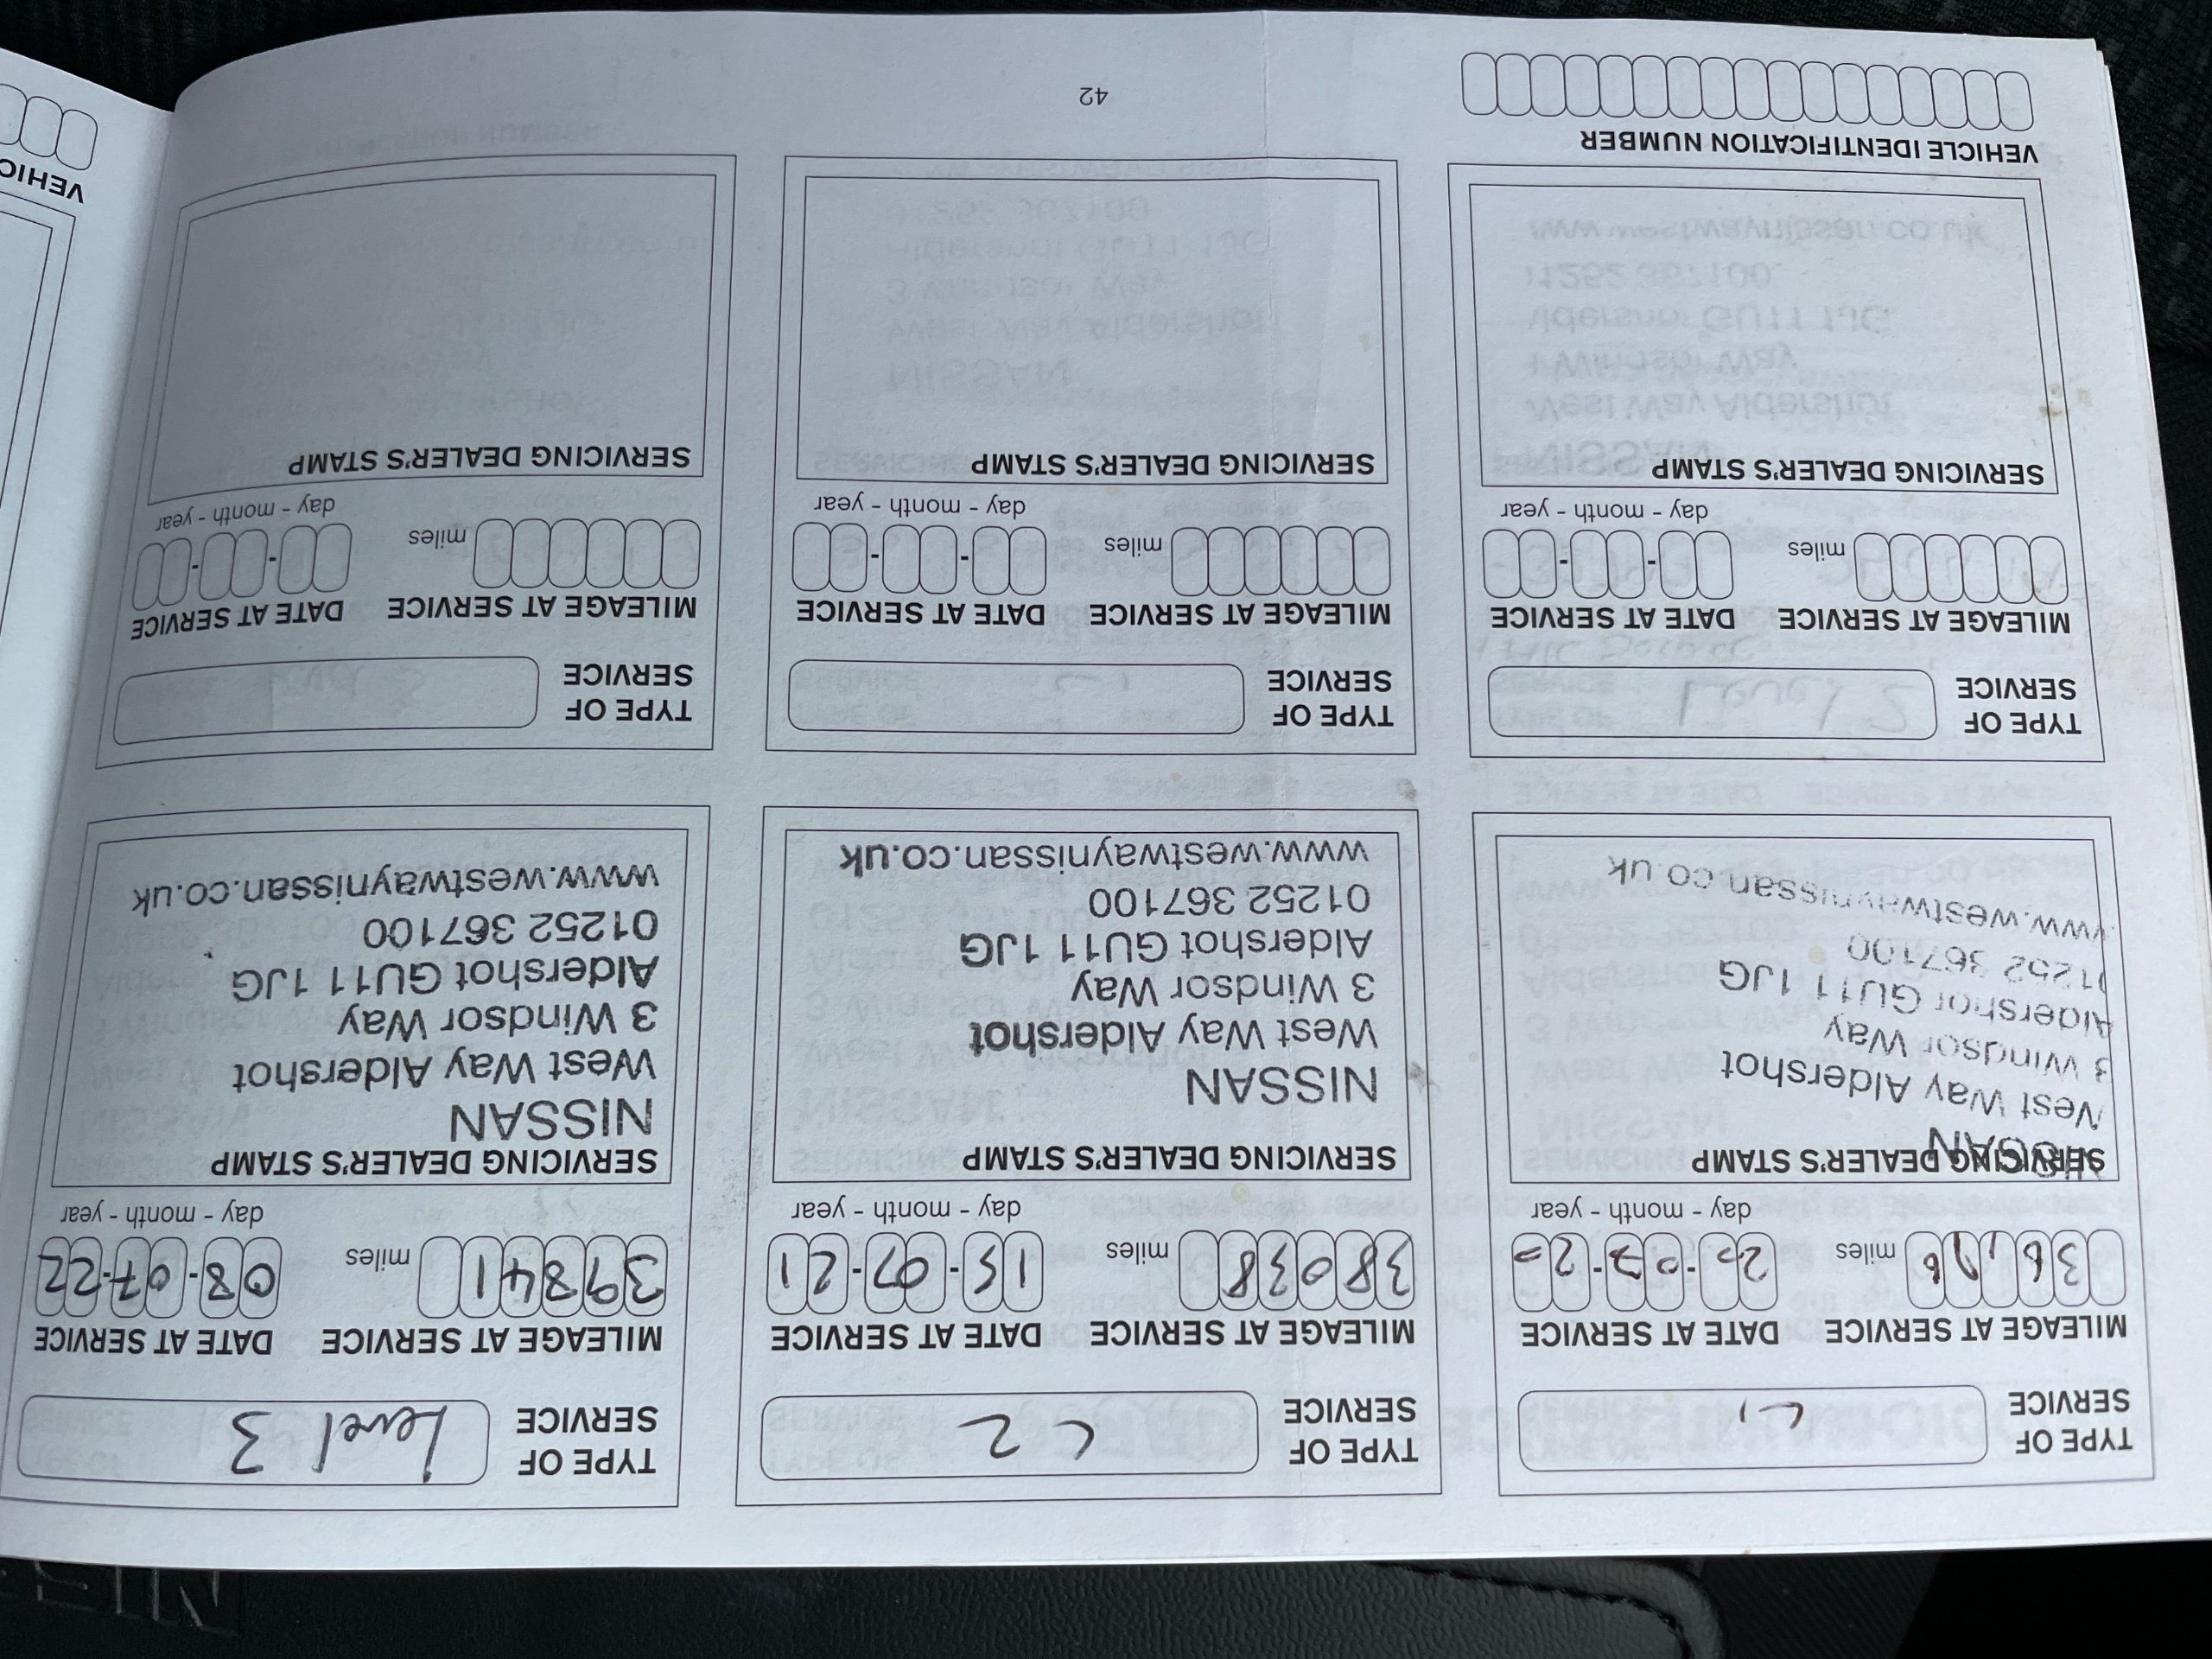 TYPE OF
SERVICE
MILEAGE AT SERVICE
DATE AT SERVICE
miles
day - month - year
SERVICING DEALER'S STAMP
NISSAN
West Way Aldershot
3 Windsor Way
Aldershot GU11 1JG
01252 367100
www.westwaynissan.co.uk
TYPE OF
SERVICE
C2
MILEAGE AT SERVICE
DATE AT SERVICE
38038 miles
15-07-21
day - month - year
SERVICING DEALER'S STAMP
NISSAN
West Way Aldershot
3 Windsor Way
Aldershot GU11 1JG
01252 367100
www.westwaynissan.co.uk
TYPE OF
SERVICE
Level 3
MILEAGE AT SERVICE
DATE AT SERVICE
39841 miles
08-07-22
day - month - year
SERVICING DEALER'S STAMP
NISSAN
West Way Aldershot
3 Windsor Way
Aldershot GU11 1JG
01252 367100
www.westwaynissan.co.uk
TYPE OF
SERVICE
MILEAGE AT SERVICE
DATE AT SERVICE
miles
day - month - year
SERVICING DEALER'S STAMP
TYPE OF
SERVICE
MILEAGE AT SERVICE
DATE AT SERVICE
miles
day - month - year
SERVICING DEALER'S STAMP
TYPE OF
SERVICE
MILEAGE AT SERVICE
DATE AT SERVICE
miles
day - month - year
SERVICING DEALER'S STAMP
VEHICLE IDENTIFICATION NUMBER
42
VEHIC